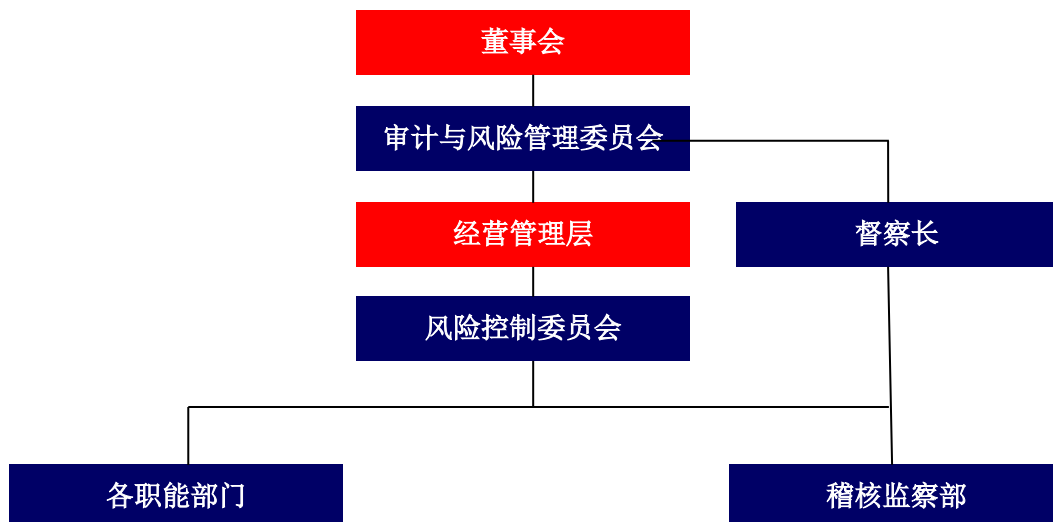 董事会
审计与风险管理委员会
经营管理层
督察长
风险控制委员会
各职能部门
稽核监察部